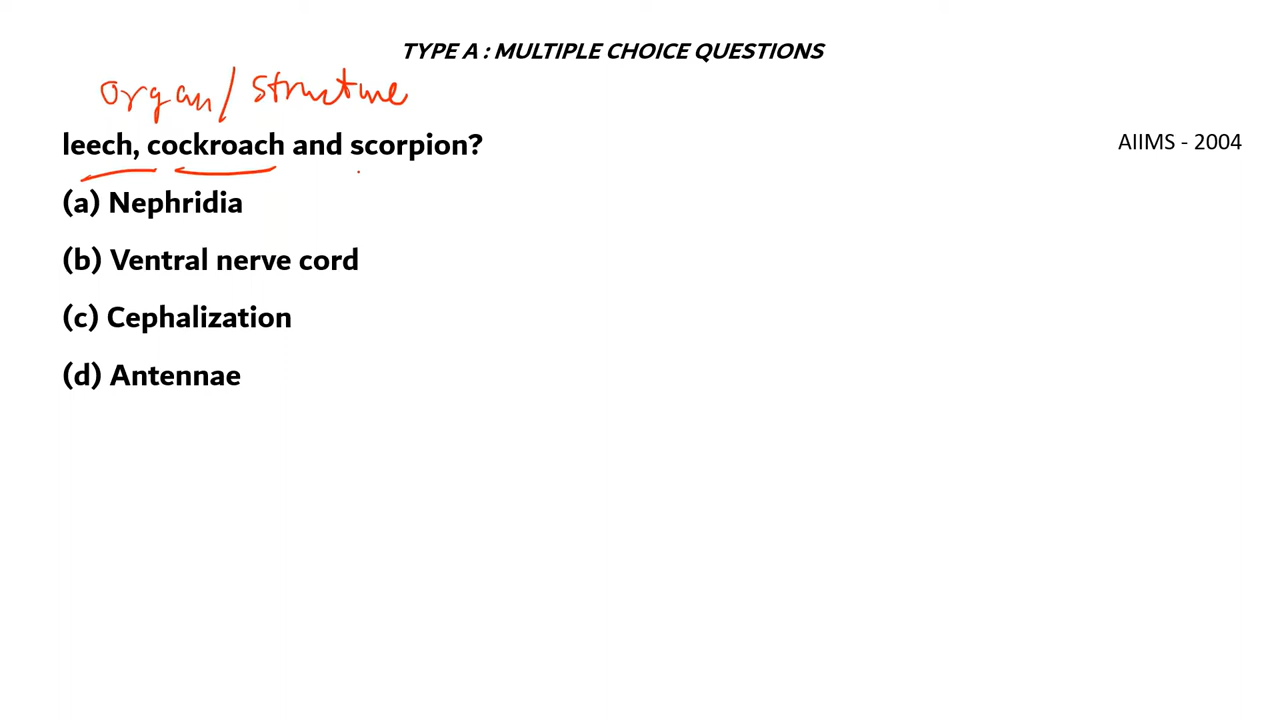 TYPE A : MULTIPLE CHOICE QUESTIONS
organ/structure
leech, cockroach and scorpion?
AIIMS - 2004
(a) Nephridia
(b) Ventral nerve cord
(c) Cephalization
(d) Antennae